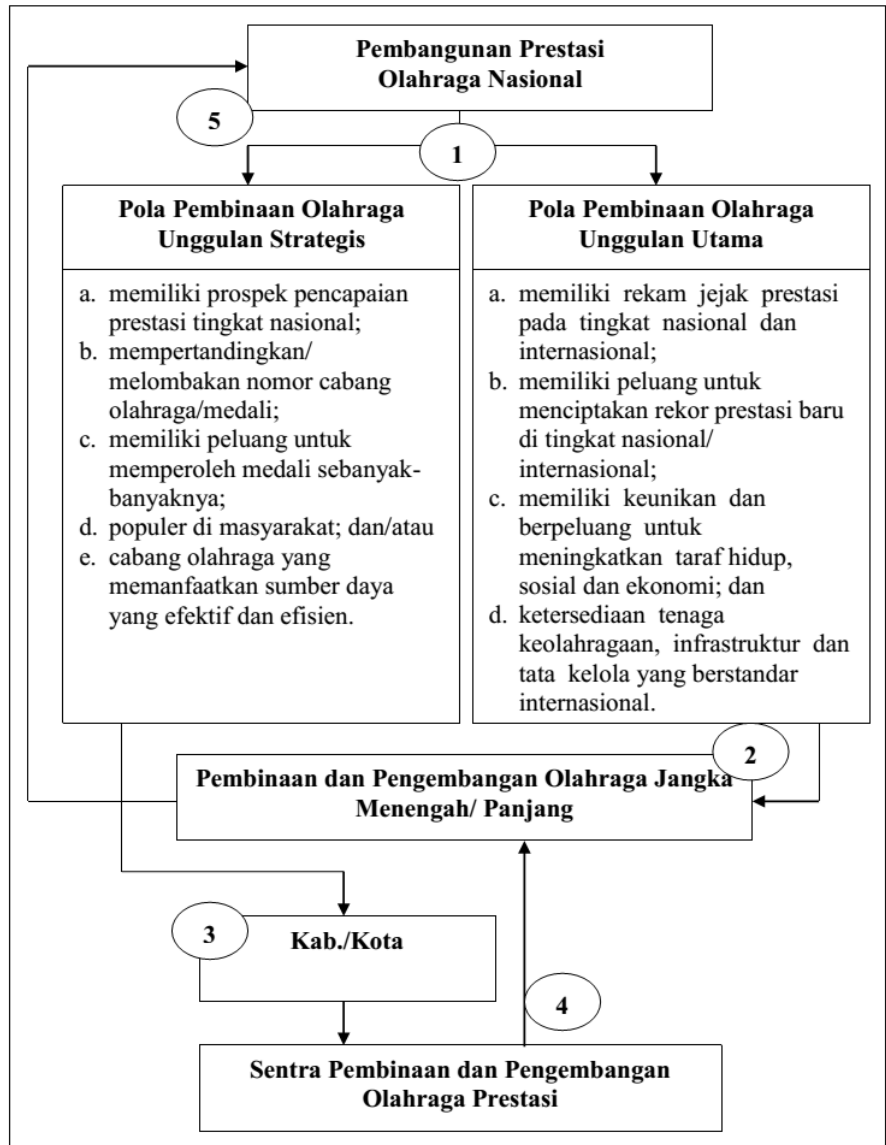 Pembangunan Prestasi
Olahraga Nasional
5
1
Pola Pembinaan Olahraga
Unggulan Strategis
a. memiliki prospek pencapaian
prestasi tingkat nasional;
b. mempertandingkan/
melombakan nomor cabang
olahraga/medali;
c. memiliki peluang untuk
memperoleh medali sebanyak-
banyaknya;
d. populer di masyarakat; dan/atau
e. cabang olahraga yang
memanfaatkan sumber daya
yang efektif dan efisien.
Pola Pembinaan Olahraga
Unggulan Utama
a. memiliki rekam jejak prestasi
pada tingkat nasional dan
internasional;
b. memiliki peluang untuk
menciptakan rekor prestasi baru
di tingkat nasional/
internasional;
c. memiliki keunikan dan
berpeluang untuk
meningkatkan taraf hidup,
sosial dan ekonomi; dan
d. ketersediaan tenaga
keolahragaan, infrastruktur dan
tata kelola yang berstandar
internasional.
2
Pembinaan dan Pengembangan Olahraga Jangka
Menengah/ Panjang
3
Kab./Kota
4
Sentra Pembinaan dan Pengembangan
Olahraga Prestasi